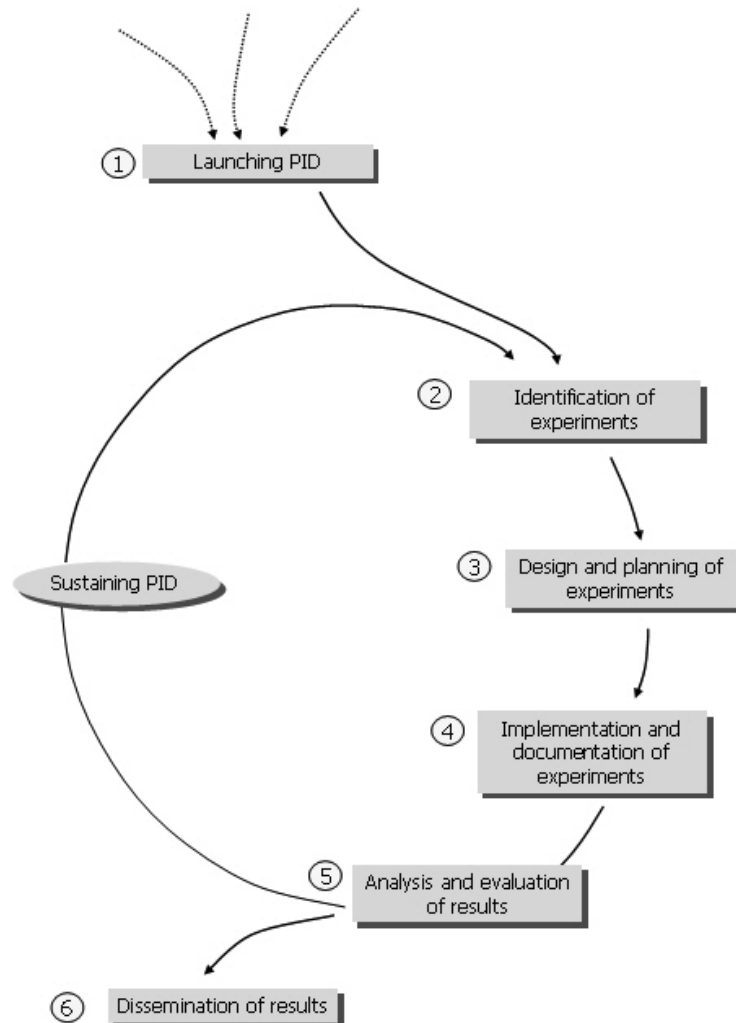 1 Launching PID
2 Identification of
experiments
3 Design and planning of
experiments
Sustaining PID
4 Implementation and
documentation of
experiments
5 Analysis and evaluation
of results
6 Dissemination of results